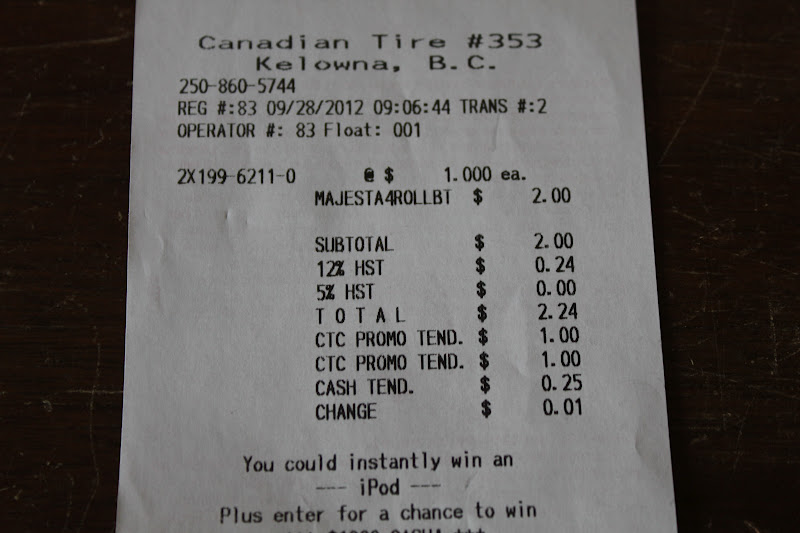 Canadian Tire #353
Kelowna, B.C.
250-860-5744
REG #:83 09/28/2012 09:06:44 TRANS #:2
OPERATOR #: 83 Float: 001
2X199-6211-0 @ $ 1.000 ea.
MAJESTA4ROLLBT $ 2.00
SUBTOTAL $ 2.00
12% HST $ 0.24
5% HST $ 0.00
T O T A L $ 2.24
CTC PROMO TEND. $ 1.00
CTC PROMO TEND. $ 1.00
CASH TEND. $ 0.25
CHANGE $ 0.01
You could instantly win an
--- iPod ---
Plus enter for a chance to win